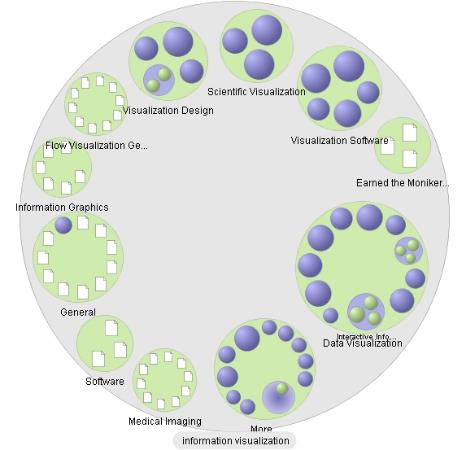 Scientific Visualization
Visualization Design
Visualization Software
Flow Visualization Ge...
Earned the Moniker...
Information Graphics
General
Interactive Info...
Data Visualization
Software
Medical Imaging
More
information visualization